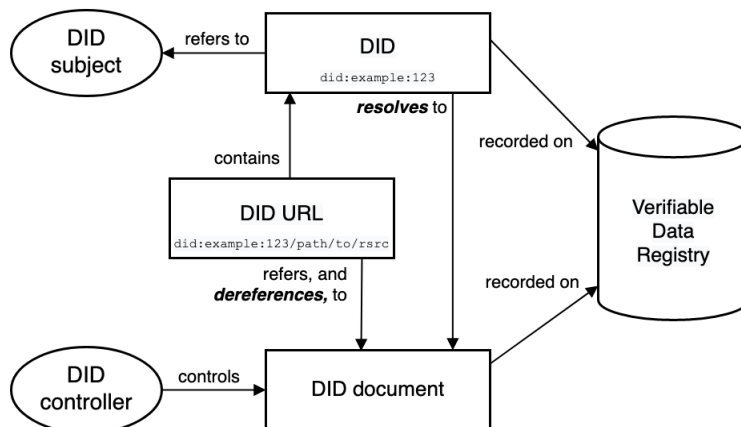 DID
subject
refers to
DID
did:example:123
resolves to
recorded on
contains
DID URL
did:example:123/path/to/rsrc
Verifiable
Data
Registry
refers, and
dereferences, to
recorded on
DID
controller
controls
DID document